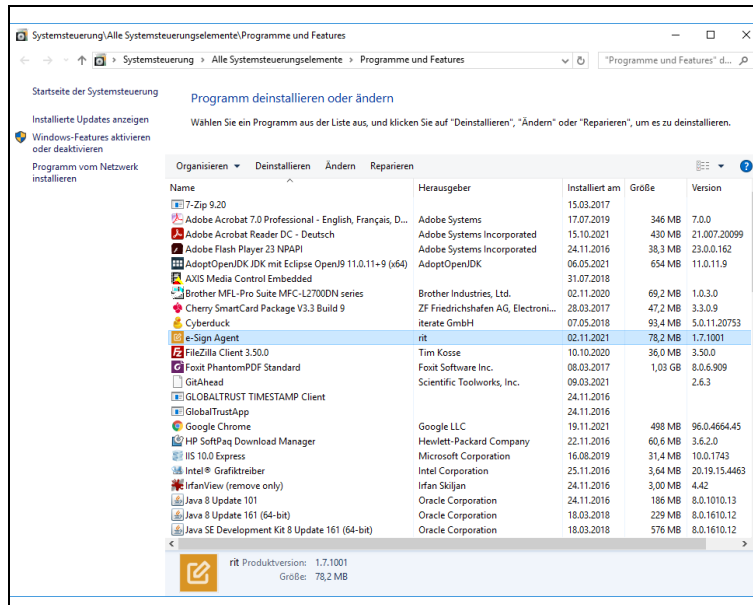 Systemsteuerung\Alle Systemsteuerungselemente\Programme und Features
Systemsteuerung > Alle Systemsteuerungselemente > Programme und Features
"Programme und Features" d...
Startseite der Systemsteuerung
Installierte Updates anzeigen
Windows-Features aktivieren
oder deaktivieren
Programm vom Netzwerk
installieren
Programm deinstallieren oder ändern
Wählen Sie ein Programm aus der Liste aus, und klicken Sie auf "Deinstallieren", "Ändern" oder "Reparieren", um es zu deinstallieren.
Organisieren Deinstallieren Ändern Reparieren
Name Herausgeber Installiert am Größe Version
7-Zip 9.20 15.03.2017
Adobe Acrobat 7.0 Professional - English, Français, D... Adobe Systems 17.07.2019 346 MB 7.0.0
Adobe Acrobat Reader DC - Deutsch Adobe Systems Incorporated 15.10.2021 430 MB 21.007.20099
Adobe Flash Player 23 NPAPI Adobe Systems Incorporated 24.11.2016 38,3 MB 23.0.0.162
AdoptOpenJDK JDK mit Eclipse OpenJ9 11.0.11+9 (x64) AdoptOpenJDK 06.05.2021 654 MB 11.0.11.9
AXIS Media Control Embedded 31.07.2018
Brother MFL-Pro Suite MFC-L2700DN series Brother Industries, Ltd. 02.11.2020 69,2 MB 1.0.3.0
Cherry SmartCard Package V3.3 Build 9 ZF Friedrichshafen AG, Electroni... 28.03.2017 47,2 MB 3.3.0.9
Cyberduck iterate GmbH 07.05.2018 93,4 MB 5.0.11.20753
e-Sign Agent rit 02.11.2021 78,2 MB 1.7.1001
FileZilla Client 3.50.0 Tim Kosse 10.10.2020 36,0 MB 3.50.0
Foxit PhantomPDF Standard Foxit Software Inc. 08.03.2017 1,03 GB 8.0.6.909
GitAhead Scientific Toolworks, Inc. 09.03.2021 2.6.3
GLOBALTRUST TIMESTAMP Client 24.11.2016
GlobalTrustApp 24.11.2016
Google Chrome Google LLC 19.11.2021 498 MB 96.0.4664.45
HP SoftPaq Download Manager Hewlett-Packard Company 22.11.2016 60,6 MB 3.6.2.0
IIS 10.0 Express Microsoft Corporation 16.08.2019 31,4 MB 10.0.1743
Intel® Grafiktreiber Intel Corporation 25.11.2016 3,64 MB 20.19.15.4463
IrfanView (remove only) Irfan Skiljan 24.11.2016 3,00 MB 4.42
Java 8 Update 101 Oracle Corporation 24.11.2016 186 MB 8.0.1010.13
Java 8 Update 161 (64-bit) Oracle Corporation 18.03.2018 229 MB 8.0.1610.12
Java SE Development Kit 8 Update 161 (64-bit) Oracle Corporation 18.03.2018 576 MB 8.0.1610.12
rit Produktversion: 1.7.1001
Größe: 78,2 MB